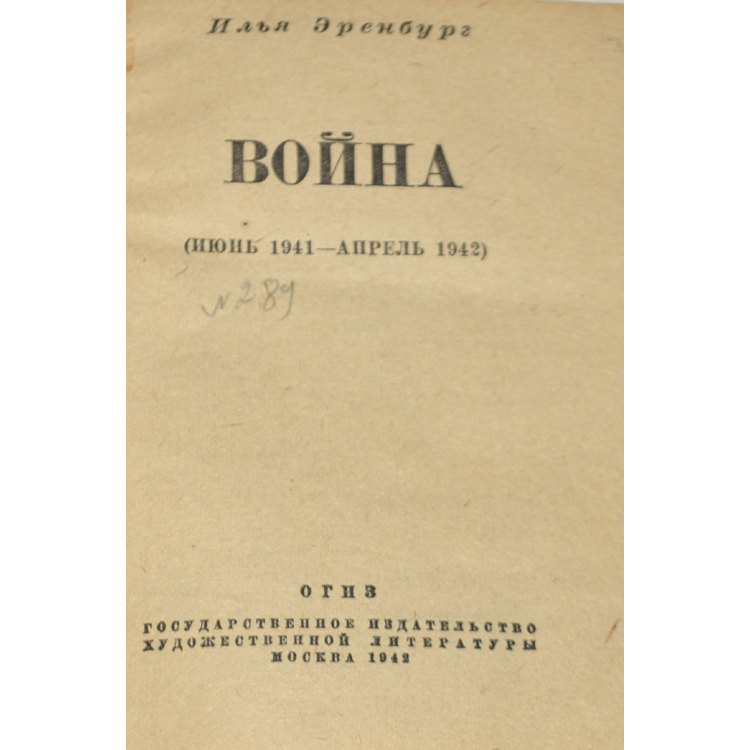 Илья Эренбург
ВОЙНА
(ИЮНЬ 1941—АПРЕЛЬ 1942)
№289
ОГИЗ
ГОСУДАРСТВЕННОЕ ИЗДАТЕЛЬСТВО
ХУДОЖЕСТВЕННОЙ ЛИТЕРАТУРЫ
МОСКВА 1942